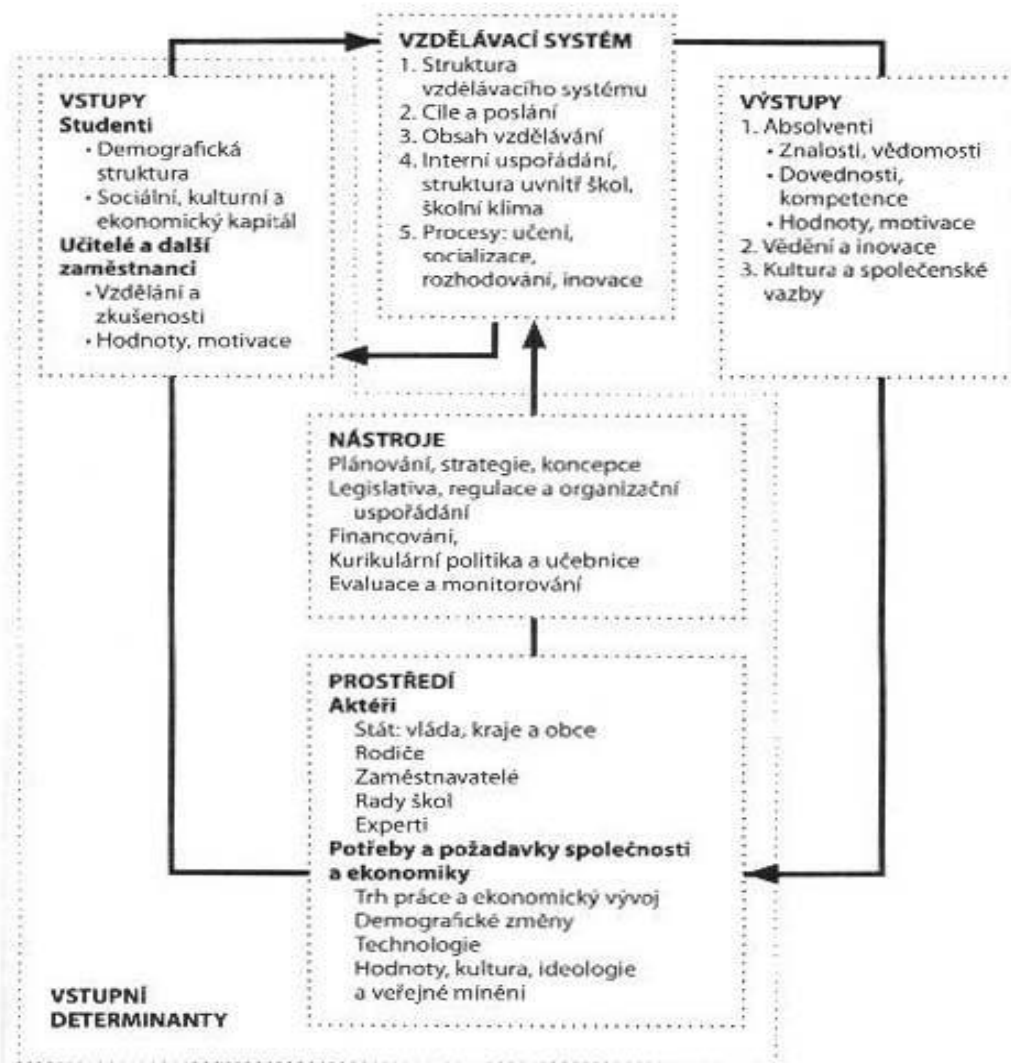 VZDĚLÁVACÍ SYSTÉM
1. Struktura
vzdělávacího systému
2. Cíle a poslání
3. Obsah vzdělávání
4. Interní uspořádání,
struktura uvnitř škol,
školní klima
5. Procesy: učení,
socializace,
rozhodování, inovace
VSTUPY
Studenti
• Demografická
struktura
• Sociální, kulturní a
ekonomický kapitál
Učitelé a další
zaměstnanci
• Vzdělání a
zkušenosti
• Hodnoty, motivace
VÝSTUPY
1. Absolventi
• Znalosti, vědomosti
• Dovednosti,
kompetence
• Hodnoty, motivace
2. Vědění a inovace
3. Kultura a společenské
vazby
NÁSTROJE
Plánování, strategie, koncepce
Legislativa, regulace a organizační
uspořádání
Financování,
Kurikulární politika a učebnice
Evaluace a monitorování
PROSTŘEDÍ
Aktéři
Stát: vláda, kraje a obce
Rodiče
Zaměstnavatelé
Rady škol
Experti
Potřeby a požadavky společnosti
a ekonomiky
Trh práce a ekonomický vývoj
Demografické změny
Technologie
Hodnoty, kultura, ideologie
a veřejné mínění
VSTUPNÍ
DETERMINANTY